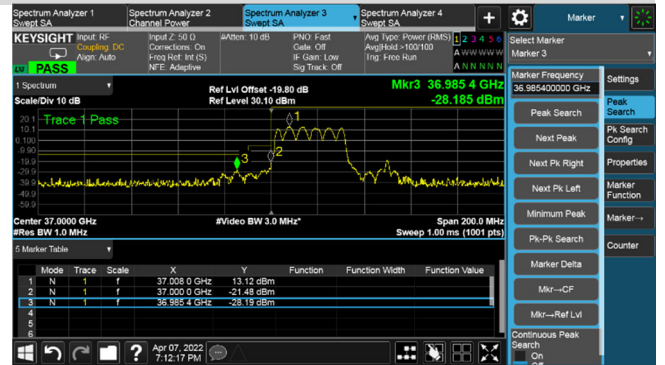 Spectrum Analyzer 1
Swept SA
Spectrum Analyzer 2
Channel Power
Spectrum Analyzer 3
Swept SA
Spectrum Analyzer 4
Swept SA
+
Marker
KEYSIGHT
Input: RF
Coupling: DC
Align: Auto
Input Z: 50 Ω
Corrections: On
Freq Ref: Int (S)
NFE: Adaptive
#Atten: 10 dB
PNO: Fast
Gate: Off
IF Gain: Low
Sig Track: Off
Avg Type: Power (RMS)
Avg|Hold:>100/100
Trig: Free Run
1 2 3 4 5 6
A W W W W W
A N N N N N
LV PASS
1 Spectrum
Scale/Div 10 dB
Ref Lvl Offset -19.80 dB
Ref Level 30.10 dBm
Mkr3 36.985 4 GHz
-28.185 dBm
Trace 1 Pass
20.1
10.1
0.100
-9.90
-19.9
-29.9
-39.9
-49.9
-59.9
1
2
3
Center 37.0000 GHz
#Res BW 1.0 MHz
#Video BW 3.0 MHz*
Span 200.0 MHz
Sweep 1.00 ms (1001 pts)
5 Marker Table
Mode Trace Scale X Y Function Function Width Function Value
1 N 1 f 37.008 0 GHz 13.12 dBm
2 N 1 f 37.000 0 GHz -21.48 dBm
3 N 1 f 36.985 4 GHz -28.19 dBm
4
5
6
?
Apr 07, 2022
7:12:17 PM
Select Marker
Marker 3
Marker Frequency
36.985400000 GHz
Peak Search
Next Peak
Next Pk Right
Next Pk Left
Minimum Peak
Pk-Pk Search
Marker Delta
Mkr→CF
Mkr→Ref Lvl
Continuous Peak
Search
On
Off
Settings
Peak
Search
Pk Search
Config
Properties
Marker
Function
Marker→
Counter